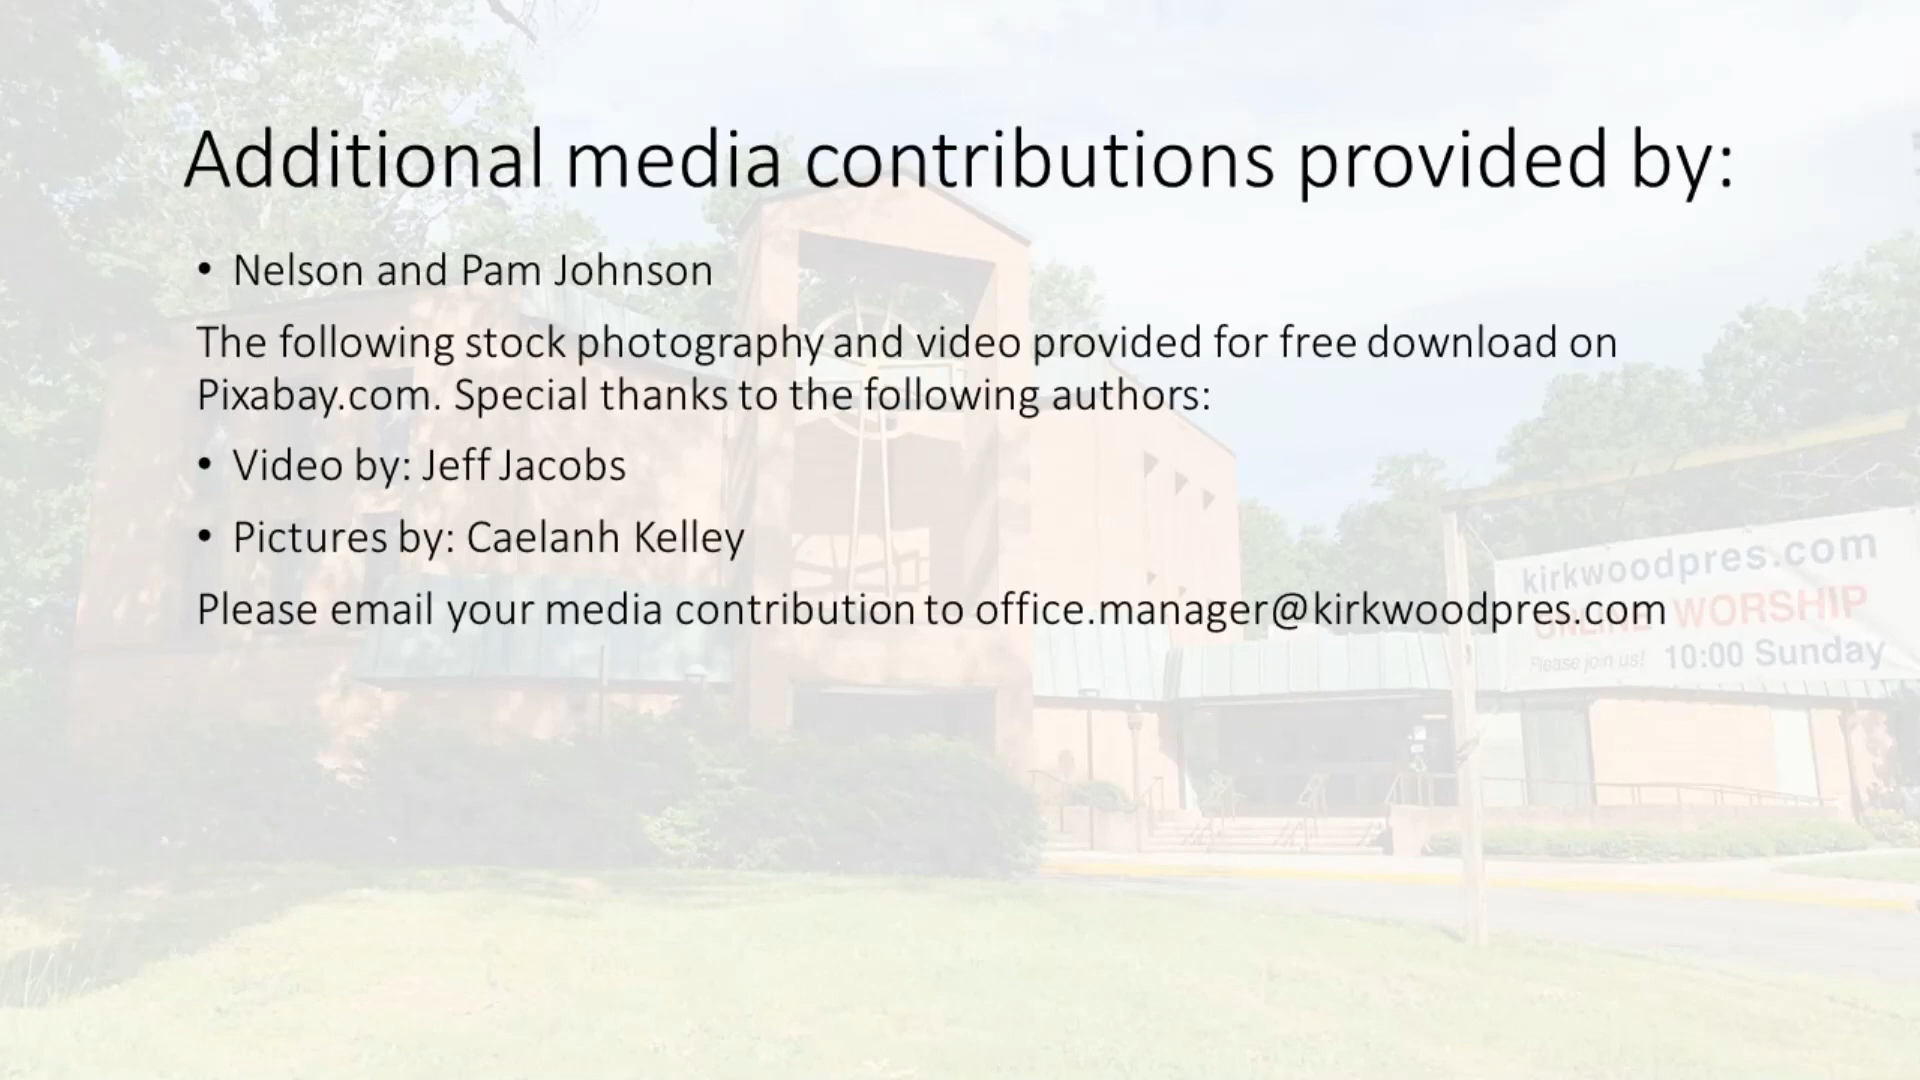 Additional media contributions provided by:
• Nelson and Pam Johnson
The following stock photography and video provided for free download on
Pixabay.com. Special thanks to the following authors:
• Video by: Jeff Jacobs
• Pictures by: Caelanh Kelley
Please email your media contribution to office.manager@kirkwoodpres.com
kirkwoodpres.com
ONLINE WORSHIP
Please join us! 10:00 Sunday